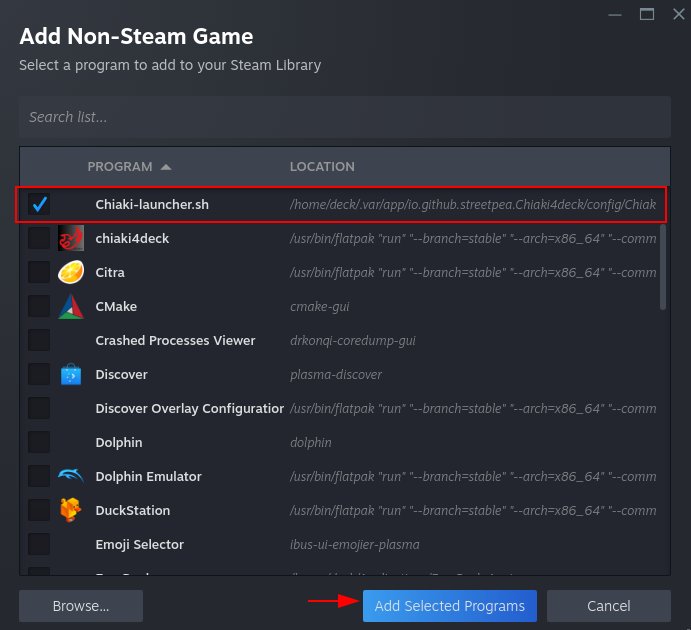 Add Non-Steam Game
Select a program to add to your Steam Library
Search list...
PROGRAM LOCATION
Chiaki-launcher.sh /home/deck/.var/app/io.github.streetpea.Chiaki4deck/config/Chiak
chiaki4deck /usr/bin/flatpak "run" "--branch=stable" "--arch=x86_64" "--comm
Citra /usr/bin/flatpak "run" "--branch=stable" "--arch=x86_64" "--comm
CMake cmake-gui
Crashed Processes Viewer drkonqi-coredump-gui
Discover plasma-discover
Discover Overlay Configuration /usr/bin/flatpak "run" "--branch=stable" "--arch=x86_64" "--comm
Dolphin dolphin
Dolphin Emulator /usr/bin/flatpak "run" "--branch=stable" "--arch=x86_64" "--comm
DuckStation /usr/bin/flatpak "run" "--branch=stable" "--arch=x86_64" "--comm
Emoji Selector ibus-ui-emojier-plasma
Browse... Add Selected Programs Cancel